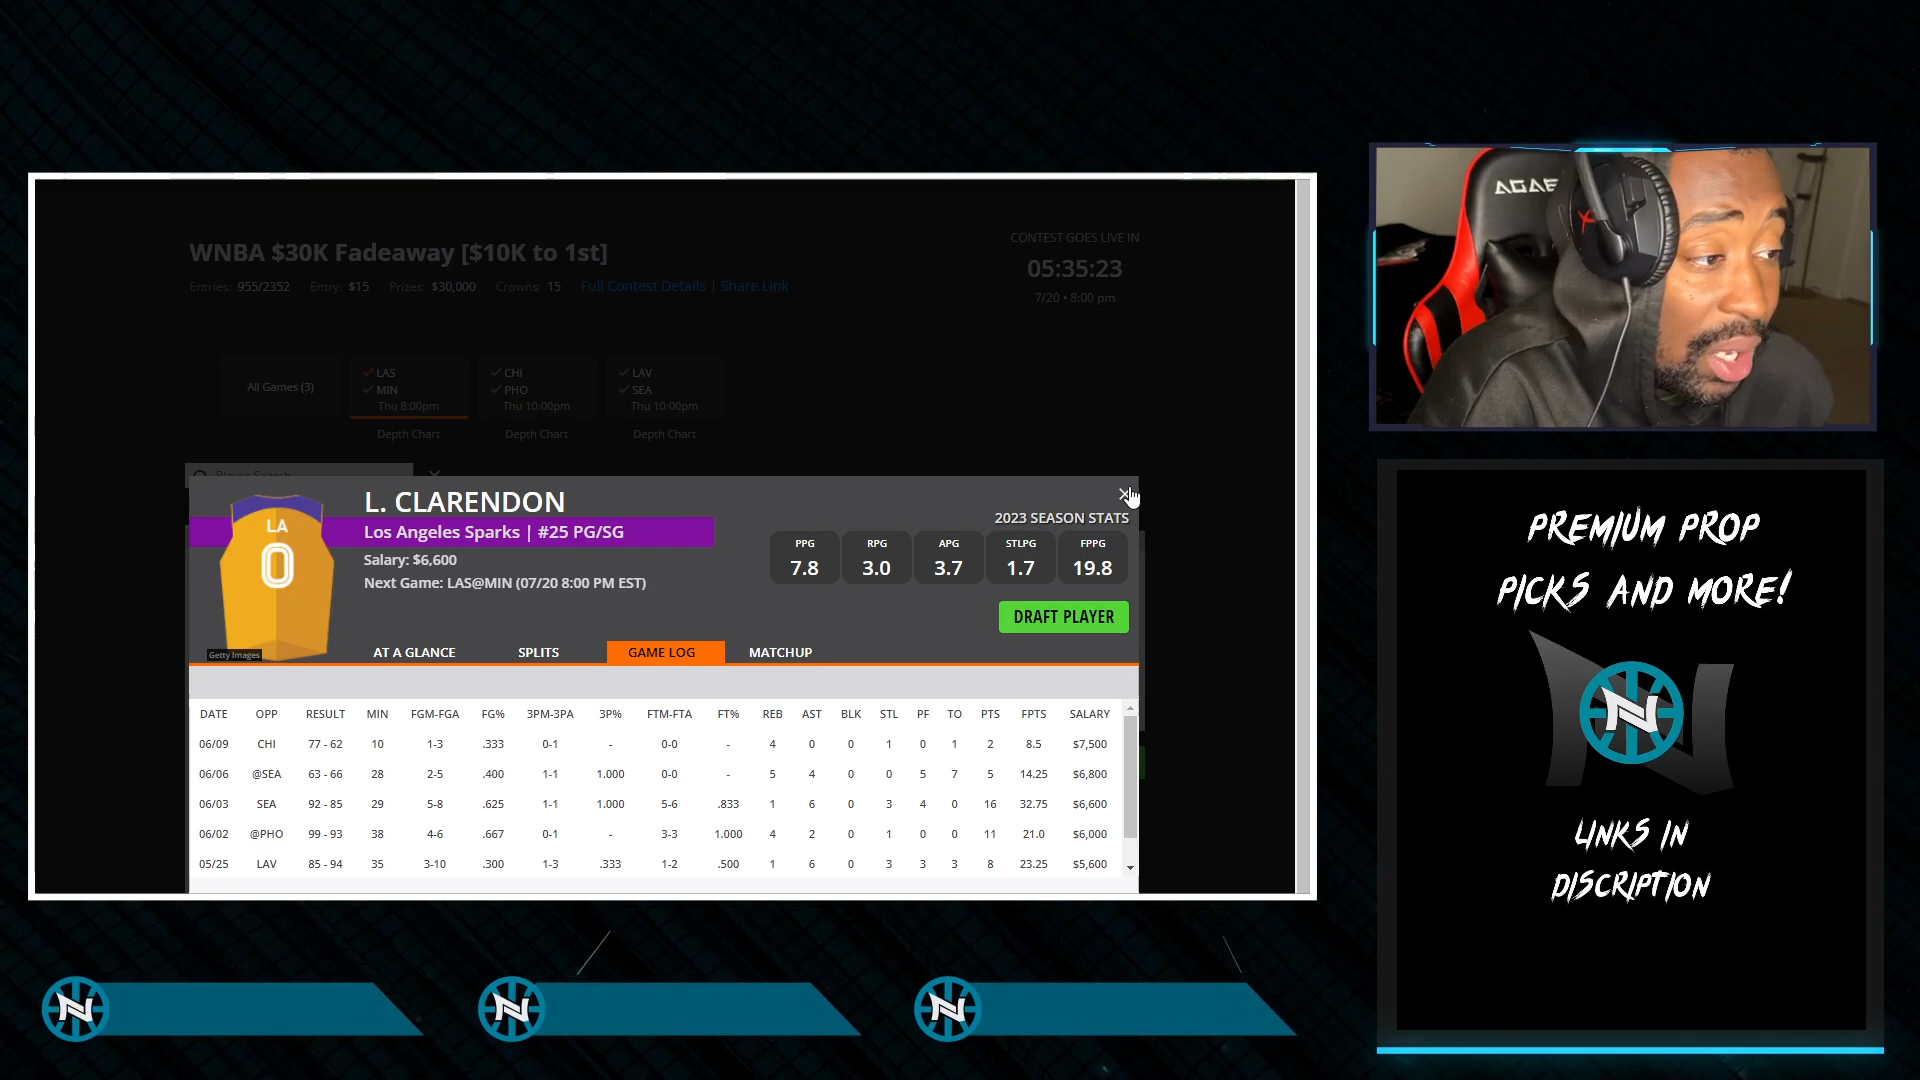 WNBA $30K Fadeaway [$10K to 1st]
Entries: 955/2352 Entry: $15 Prizes: $30,000 Crowns: 15 Full Contest Details | Share Link
CONTEST GOES LIVE IN
05:35:23
7/20 • 8:00 pm
All Games (3)
LAS
MIN
Thu 8:00pm
Depth Chart
CHI
PHO
Thu 10:00pm
Depth Chart
LAV
SEA
Thu 10:00pm
Depth Chart
Player Search
LA
0
Getty Images
L. CLARENDON
Los Angeles Sparks | #25 PG/SG
Salary: $6,600
Next Game: LAS@MIN (07/20 8:00 PM EST)
2023 SEASON STATS
PPG RPG APG STLPG FPPG
7.8 3.0 3.7 1.7 19.8
DRAFT PLAYER
AT A GLANCE SPLITS GAME LOG MATCHUP
DATE OPP RESULT MIN FGM-FGA FG% 3PM-3PA 3P% FTM-FTA FT% REB AST BLK STL PF TO PTS FPTS SALARY
06/09 CHI 77 - 62 10 1-3 .333 0-1 - 0-0 - 4 0 0 1 0 1 2 8.5 $7,500
06/06 @SEA 63 - 66 28 2-5 .400 1-1 1.000 0-0 - 5 4 0 0 5 7 5 14.25 $6,800
06/03 SEA 92 - 85 29 5-8 .625 1-1 1.000 5-6 .833 1 6 0 3 4 0 16 32.75 $6,600
06/02 @PHO 99 - 93 38 4-6 .667 0-1 - 3-3 1.000 4 2 0 1 0 0 11 21.0 $6,000
05/25 LAV 85 - 94 35 3-10 .300 1-3 .333 1-2 .500 1 6 0 3 3 3 8 23.25 $5,600
PREMIUM PROP
PICKS AND MORE!
N
LINKS IN
DISCRIPTION
N
N
N